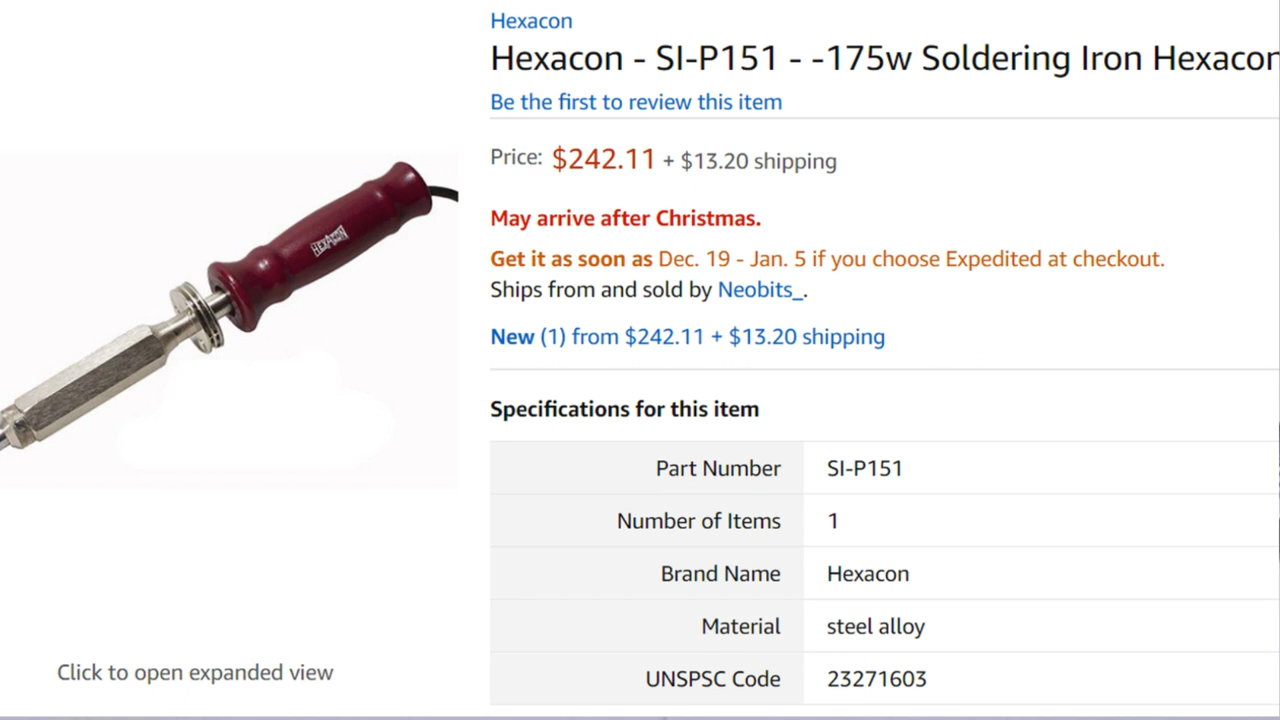 Hexacon
Hexacon - SI-P151 - -175w Soldering Iron Hexacon
Be the first to review this item
Price: $242.11 + $13.20 shipping
May arrive after Christmas.
Get it as soon as Dec. 19 - Jan. 5 if you choose Expedited at checkout.
Ships from and sold by Neobits_.
New (1) from $242.11 + $13.20 shipping
Specifications for this item
Part Number SI-P151
Number of Items 1
Brand Name Hexacon
Material steel alloy
UNSPSC Code 23271603
HEXACON
Click to open expanded view